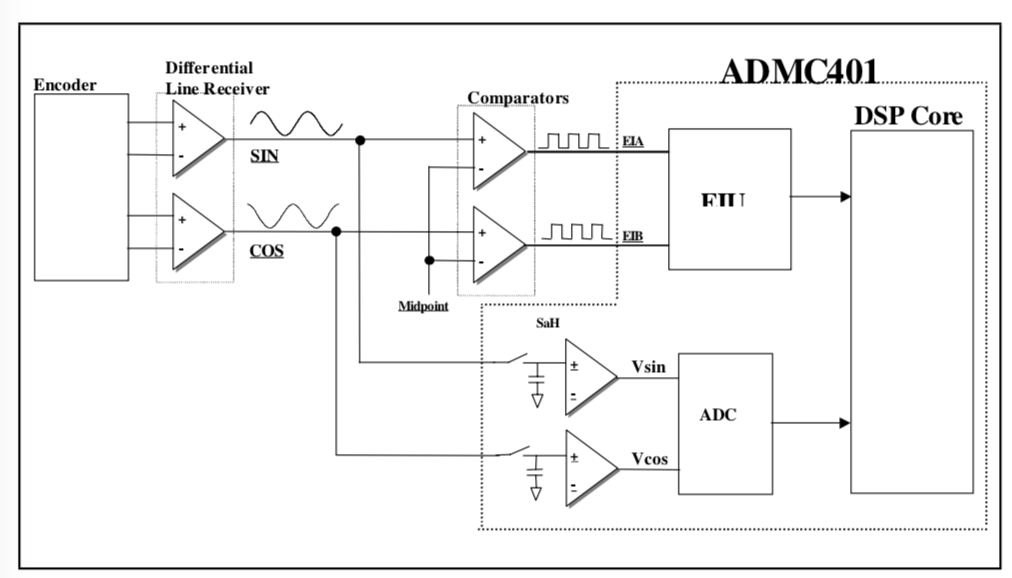 ADMC401
Differential
Line Receiver
Encoder
Comparators
DSP Core
+
-
SIN
+
-
EIA
+
-
COS
+
-
EIB
Midpoint
SaH
+
-
Vsin
ADC
+
-
Vcos